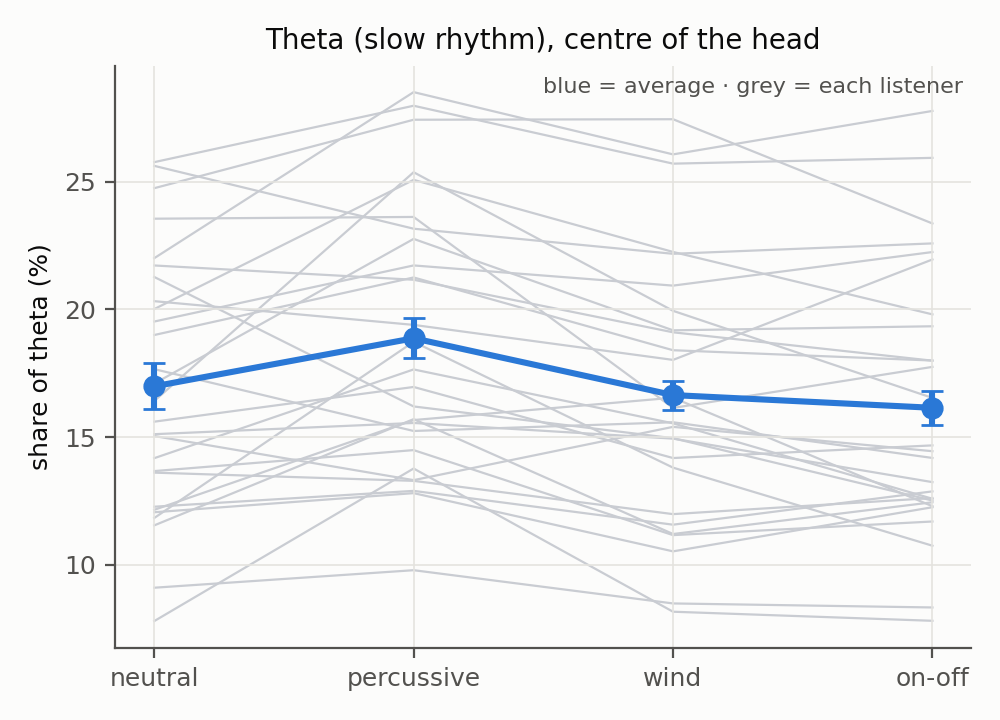 Theta (slow rhythm), centre of the head
blue = average · grey = each listener
share of theta (%)
25
20
15
10
neutral percussive wind on-off